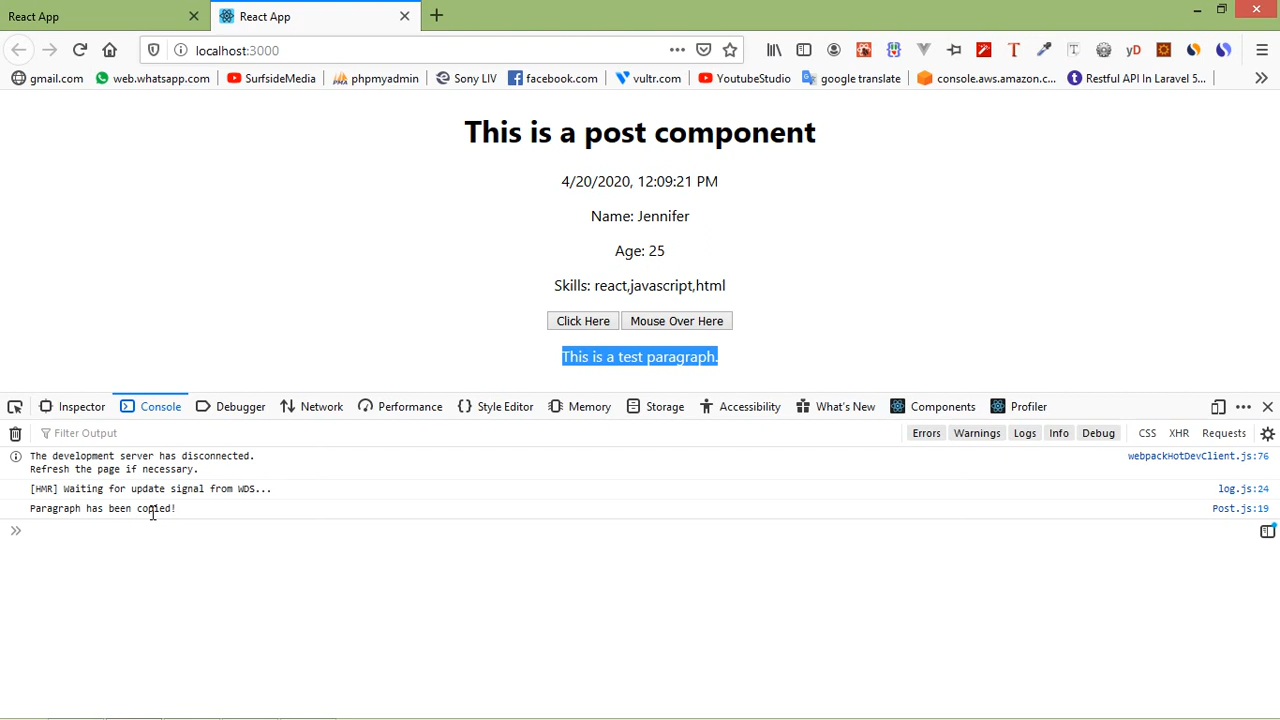 React App
React App
localhost:3000
gmail.com web.whatsapp.com SurfsideMedia phpmyadmin Sony LIV facebook.com vultr.com YouTubeStudio google translate console.aws.amazon.c... Restful API In Laravel 5...
This is a post component
4/20/2020, 12:09:21 PM
Name: Jennifer
Age: 25
Skills: react,javascript,html
Click Here Mouse Over Here
This is a test paragraph.
Inspector Console Debugger Network Performance Style Editor Memory Storage Accessibility What's New Components Profiler
Filter Output Errors Warnings Logs Info Debug CSS XHR Requests
The development server has disconnected. webpackHotDevClient.js:76
Refresh the page if necessary.
[HMR] Waiting for update signal from WDS... log.js:24
Paragraph has been copied! Post.js:19